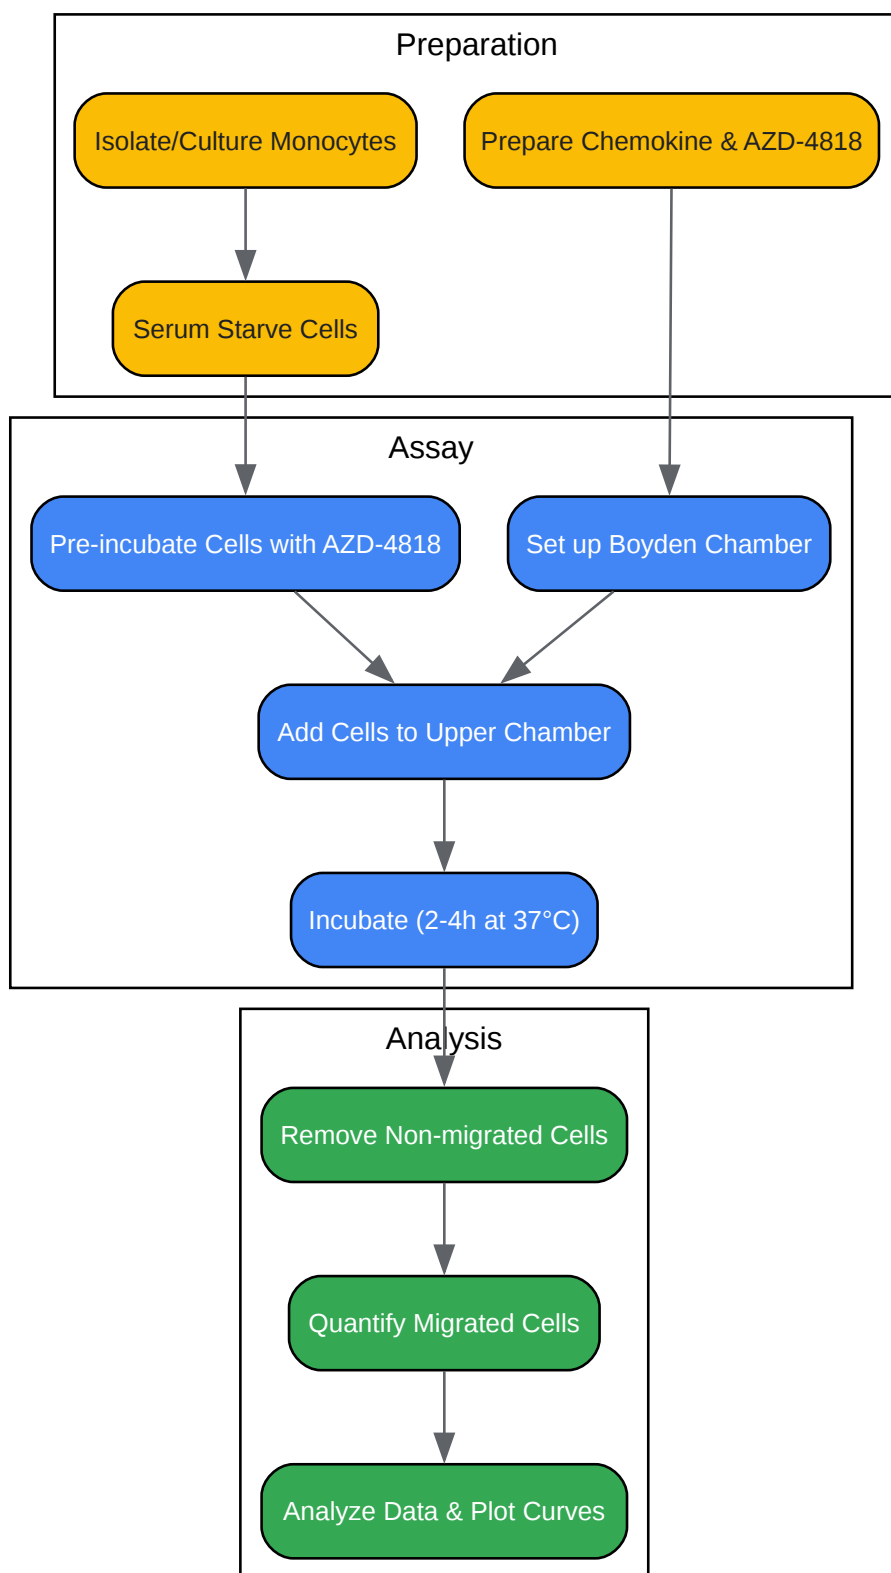 Preparation
Isolate/Culture Monocytes
Prepare Chemokine & AZD-4818
Serum Starve Cells
Assay
Pre-incubate Cells with AZD-4818
Set up Boyden Chamber
Add Cells to Upper Chamber
Incubate (2-4h at 37°C)
Analysis
Remove Non-migrated Cells
Quantify Migrated Cells
Analyze Data & Plot Curves